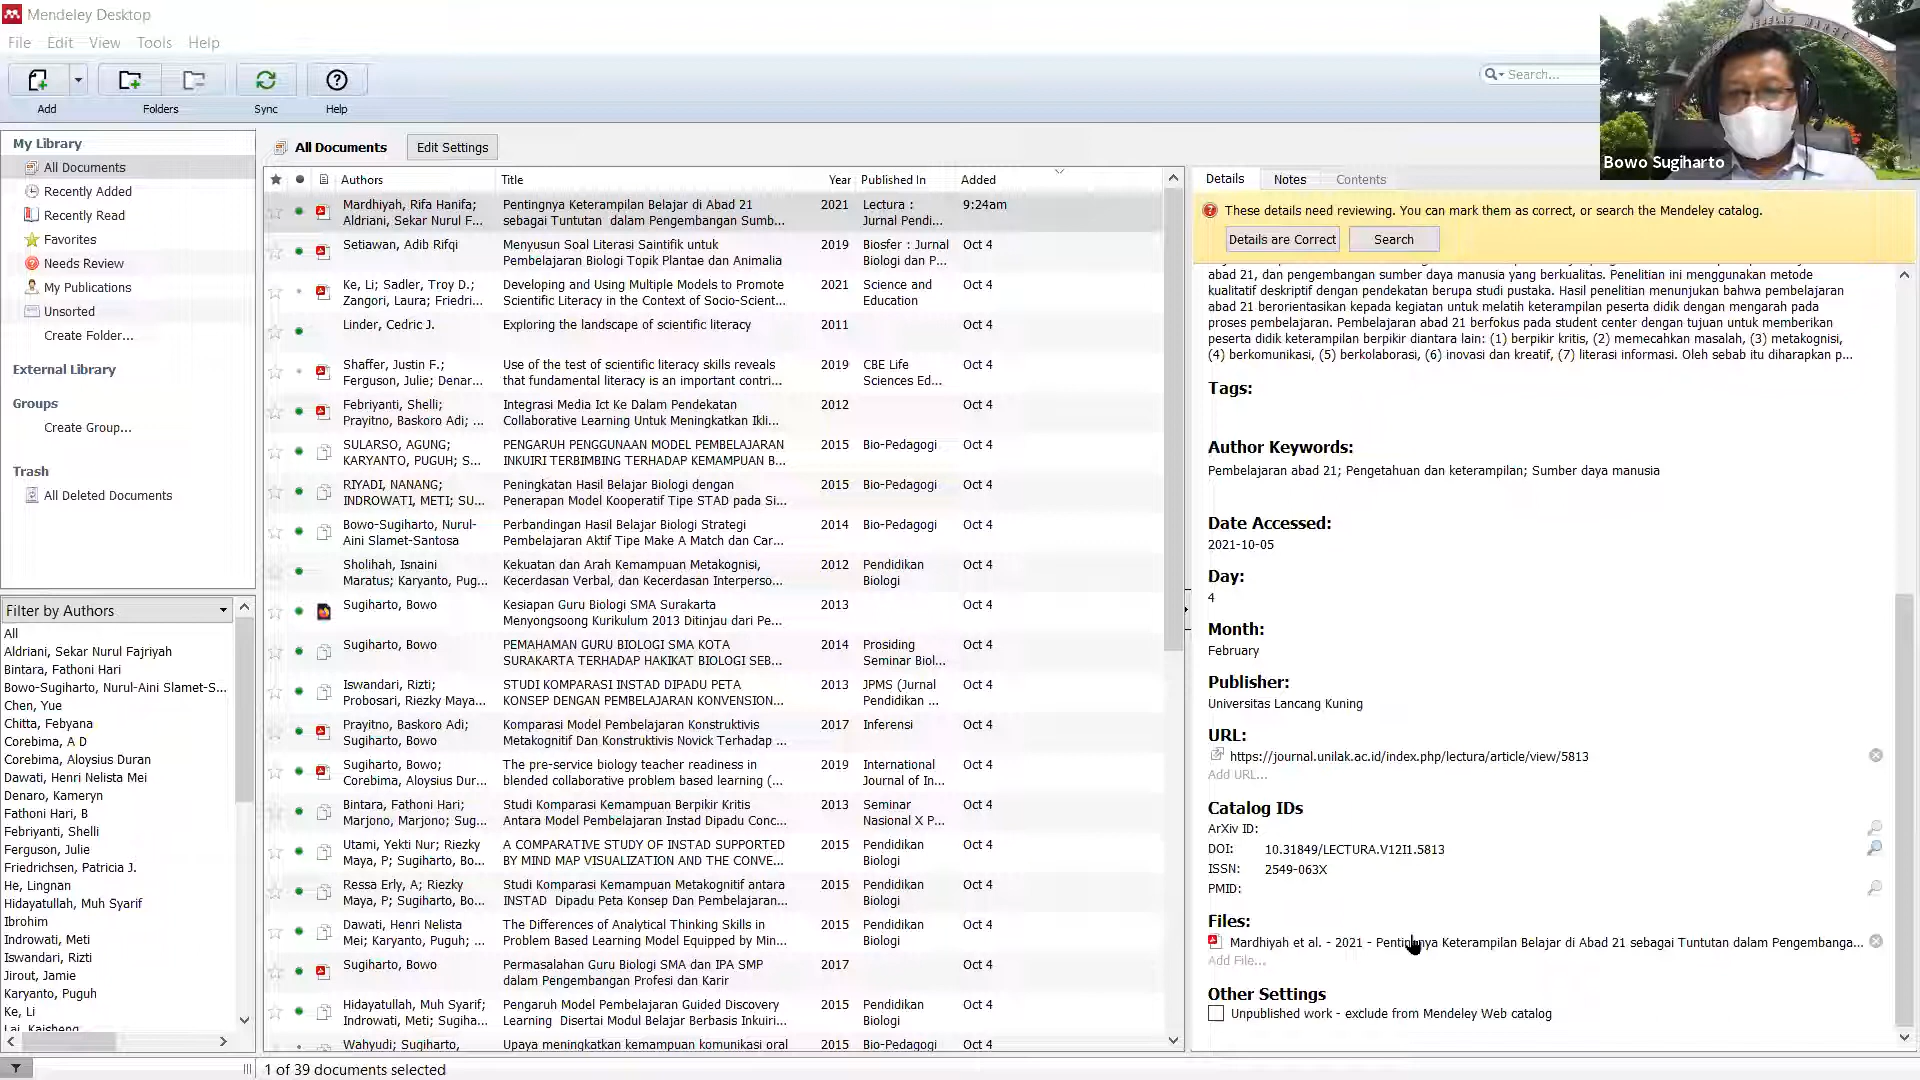 Mendeley Desktop
File Edit View Tools Help
Add Folders Sync Help
Search...
Bowo Sugiharto
My Library
All Documents
Recently Added
Recently Read
Favorites
Needs Review
My Publications
Unsorted
Create Folder...
External Library
Groups
Create Group...
Trash
All Deleted Documents
Filter by Authors
All
Aldriani, Sekar Nurul Fajriyah
Bintara, Fathoni Hari
Bowo-Sugiharto, Nurul-Aini Slamet-S...
Chen, Yue
Chitta, Febyana
Corebima, A D
Corebima, Aloysius Duran
Dawati, Henri Nelista Mei
Denaro, Kameryn
Fathoni Hari, B
Febriyanti, Shelli
Ferguson, Julie
Friedrichsen, Patricia J.
He, Lingnan
Hidayatullah, Muh Syarif
Ibrohim
Indrowati, Meti
Iswandari, Rizti
Jirout, Jamie
Karyanto, Puguh
Ke, Li
Lai, Kaisheng
All Documents Edit Settings
Authors Title Year Published In Added
Mardhiyah, Rifa Hanifa; Pentingnya Keterampilan Belajar di Abad 21 2021 Lectura : 9:24am
Aldriani, Sekar Nurul F... sebagai Tuntutan dalam Pengembangan Sumb... Jurnal Pendi...
Setiawan, Adib Rifqi Menyusun Soal Literasi Saintifik untuk 2019 Biosfer : Jurnal Oct 4
Pembelajaran Biologi Topik Plantae dan Animalia Biologi dan P...
Ke, Li; Sadler, Troy D.; Developing and Using Multiple Models to Promote 2021 Science and Oct 4
Zangori, Laura; Friedri... Scientific Literacy in the Context of Socio-Scient... Education
Linder, Cedric J. Exploring the landscape of scientific literacy 2011 Oct 4
Shaffer, Justin F.; Use of the test of scientific literacy skills reveals 2019 CBE Life Oct 4
Ferguson, Julie; Denar... that fundamental literacy is an important contri... Sciences Ed...
Febriyanti, Shelli; Integrasi Media Ict Ke Dalam Pendekatan 2012 Oct 4
Prayitno, Baskoro Adi; ... Collaborative Learning Untuk Meningkatkan Ikli...
SULARSO, AGUNG; PENGARUH PENGGUNAAN MODEL PEMBELAJARAN 2015 Bio-Pedagogi Oct 4
KARYANTO, PUGUH; S... INKUIRI TERBIMBING TERHADAP KEMAMPUAN B...
RIYADI, NANANG; Peningkatan Hasil Belajar Biologi dengan 2015 Bio-Pedagogi Oct 4
INDROWATI, METI; SU... Penerapan Model Kooperatif Tipe STAD pada Si...
Bowo-Sugiharto, Nurul- Perbandingan Hasil Belajar Biologi Strategi 2014 Bio-Pedagogi Oct 4
Aini Slamet-Santosa Pembelajaran Aktif Tipe Make A Match dan Car...
Sholihah, Isnaini Kekuatan dan Arah Kemampuan Metakognisi, 2012 Pendidikan Oct 4
Maratus; Karyanto, Pug... Kecerdasan Verbal, dan Kecerdasan Interperso... Biologi
Sugiharto, Bowo Kesiapan Guru Biologi SMA Surakarta 2013 Oct 4
Menyongsoong Kurikulum 2013 Ditinjau dari Pe...
Sugiharto, Bowo PEMAHAMAN GURU BIOLOGI SMA KOTA 2014 Prosiding Oct 4
SURAKARTA TERHADAP HAKIKAT BIOLOGI SEB... Seminar Biol...
Iswandari, Rizti; STUDI KOMPARASI INSTAD DIPADU PETA 2013 JPMS (Jurnal Oct 4
Probosari, Riezky Maya... KONSEP DENGAN PEMBELAJARAN KONVENSION... Pendidikan ...
Prayitno, Baskoro Adi; Komparasi Model Pembelajaran Konstruktivis 2017 Inferensi Oct 4
Sugiharto, Bowo Metakognitif Dan Konstruktivis Novick Terhadap ...
Sugiharto, Bowo; The pre-service biology teacher readiness in 2019 International Oct 4
Corebima, Aloysius Dur... blended collaborative problem based learning (... Journal of In...
Bintara, Fathoni Hari; Studi Komparasi Kemampuan Berpikir Kritis 2013 Seminar Oct 4
Marjono, Marjono; Sug... Antara Model Pembelajaran Instad Dipadu Conc... Nasional X P...
Utami, Yekti Nur; Riezky A COMPARATIVE STUDY OF INSTAD SUPPORTED 2015 Pendidikan Oct 4
Maya, P; Sugiharto, Bo... BY MIND MAP VISUALIZATION AND THE CONVE... Biologi
Ressa Erly, A; Riezky Studi Komparasi Kemampuan Metakognitif antara 2015 Pendidikan Oct 4
Maya, P; Sugiharto, Bo... INSTAD Dipadu Peta Konsep Dan Pembelajaran... Biologi
Dawati, Henri Nelista The Differences of Analytical Thinking Skills in 2015 Pendidikan Oct 4
Mei; Karyanto, Puguh; ... Problem Based Learning Model Equipped by Min... Biologi
Sugiharto, Bowo Permasalahan Guru Biologi SMA dan IPA SMP 2017 Oct 4
dalam Pengembangan Profesi dan Karir
Hidayatullah, Muh Syarif; Pengaruh Model Pembelajaran Guided Discovery 2015 Pendidikan Oct 4
Indrowati, Meti; Sugiha... Learning Disertai Modul Belajar Berbasis Inkuiri... Biologi
Wahyudi; Sugiharto, Upaya meningkatkan kemampuan komunikasi oral 2015 Bio-Pedagogi Oct 4
1 of 39 documents selected
Details Notes Contents
These details need reviewing. You can mark them as correct, or search the Mendeley catalog.
Details are Correct Search
abad 21, dan pengembangan sumber daya manusia yang berkualitas. Penelitian ini menggunakan metode
kualitatif deskriptif dengan pendekatan berupa studi pustaka. Hasil penelitian menunjukan bahwa pembelajaran
abad 21 berorientasikan kepada kegiatan untuk melatih keterampilan peserta didik dengan mengarah pada
proses pembelajaran. Pembelajaran abad 21 berfokus pada student center dengan tujuan untuk memberikan
peserta didik keterampilan berpikir diantara lain: (1) berpikir kritis, (2) memecahkan masalah, (3) metakognisi,
(4) berkomunikasi, (5) berkolaborasi, (6) inovasi dan kreatif, (7) literasi informasi. Oleh sebab itu diharapkan p...
Tags:
Author Keywords:
Pembelajaran abad 21; Pengetahuan dan keterampilan; Sumber daya manusia
Date Accessed:
2021-10-05
Day:
4
Month:
February
Publisher:
Universitas Lancang Kuning
URL:
https://journal.unilak.ac.id/index.php/lectura/article/view/5813
Add URL...
Catalog IDs
ArXiv ID:
DOI: 10.31849/LECTURA.V12I1.5813
ISSN: 2549-063X
PMID:
Files:
Mardhiyah et al. - 2021 - Pentingnya Keterampilan Belajar di Abad 21 sebagai Tuntutan dalam Pengembanga...
Add File...
Other Settings
Unpublished work - exclude from Mendeley Web catalog